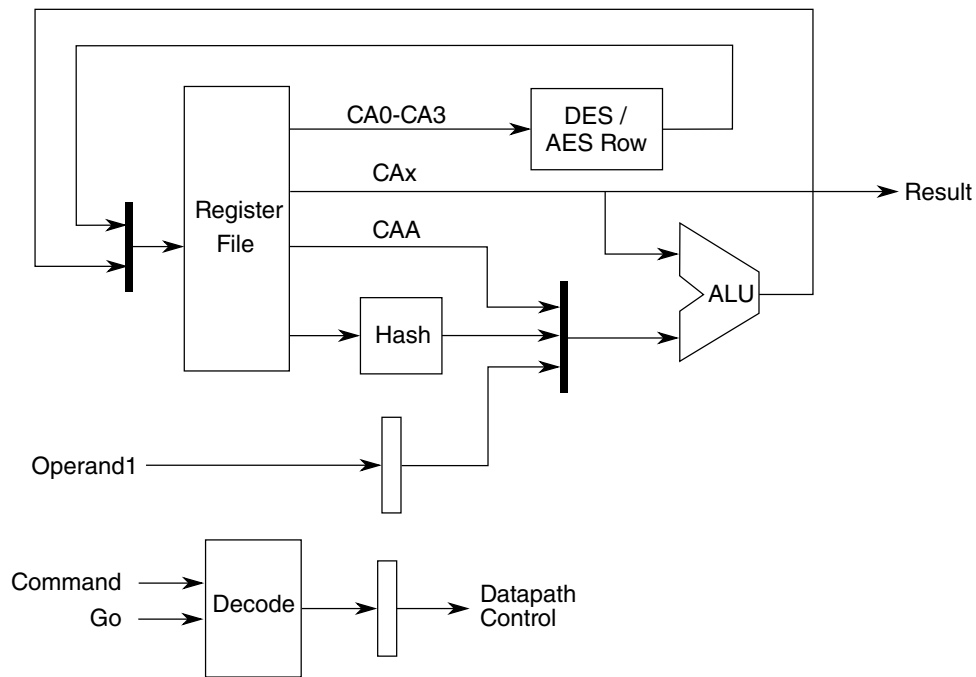 CA0-CA3
DES /
AES Row
CAx
Result
Register
File
CAA
ALU
Hash
Operand1
Command
Go
Decode
Datapath
Control